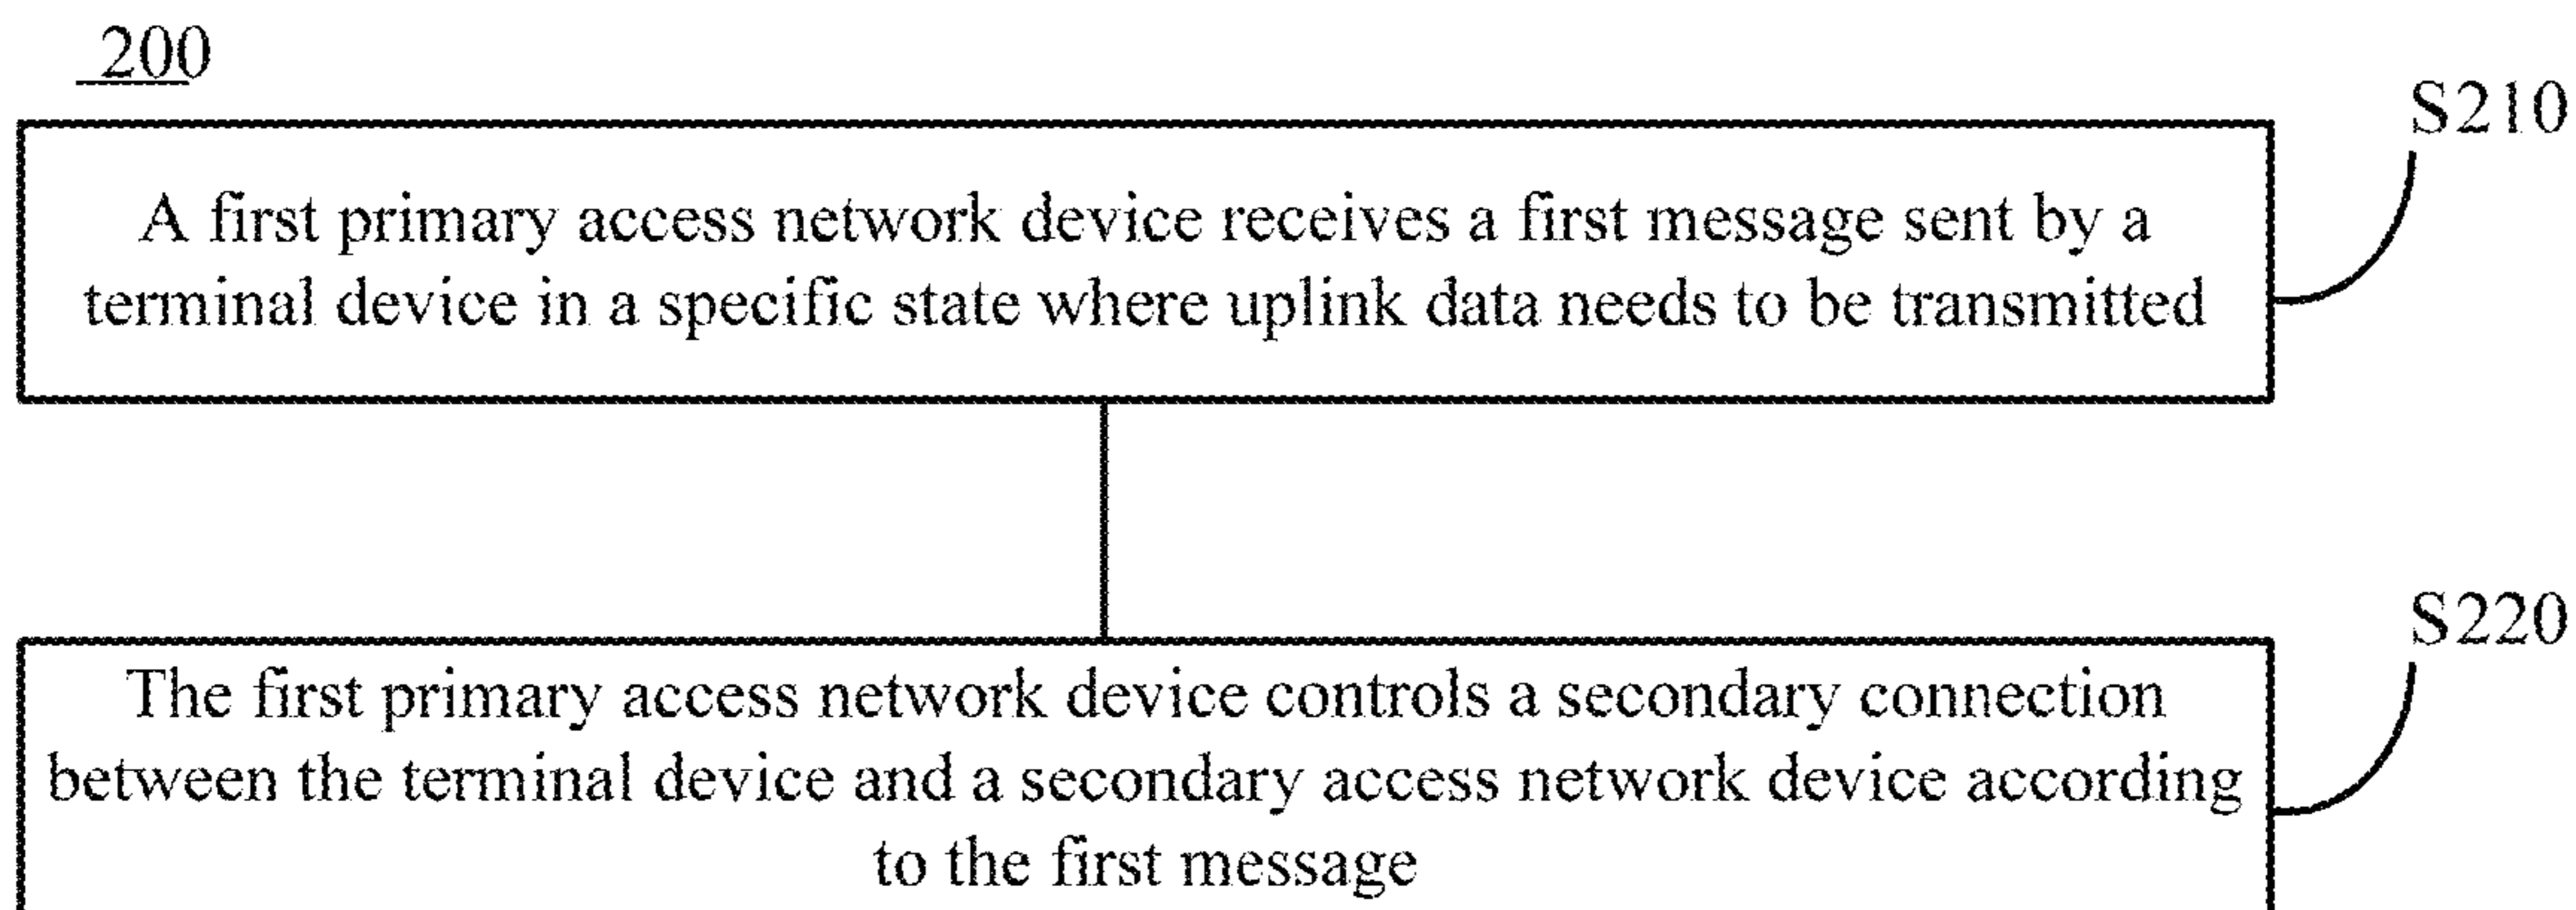 200
S210
A first primary access network device receives a first message sent by a
terminal device in a specific state where uplink data needs to be transmitted
S220
The first primary access network device controls a secondary connection
between the terminal device and a secondary access network device according
to the first message